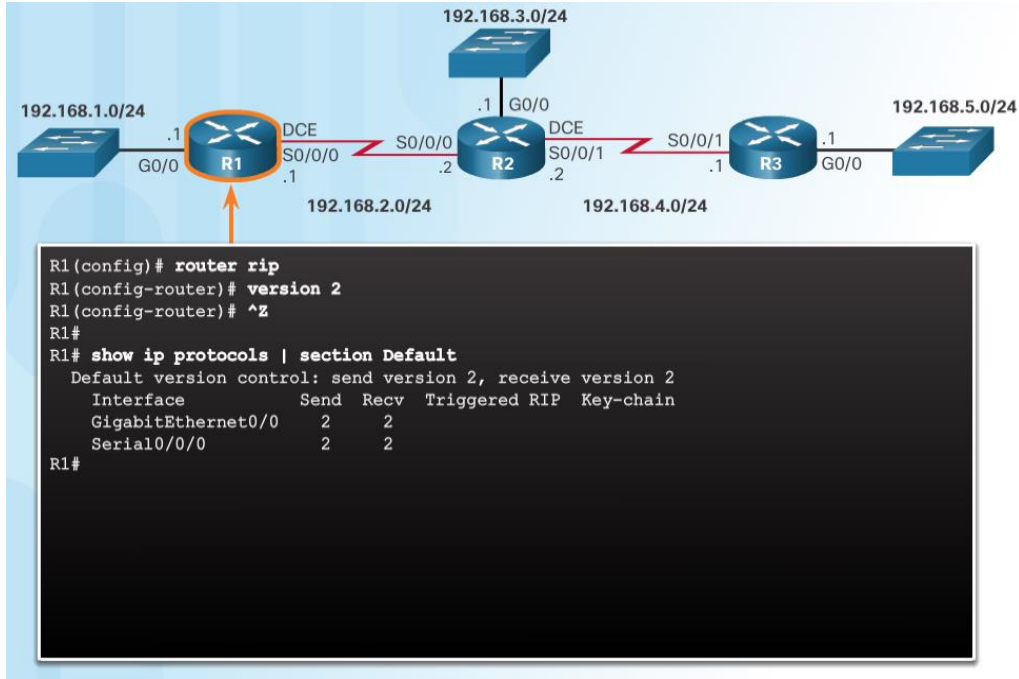 192.168.3.0/24
192.168.1.0/24
192.168.5.0/24
.1 G0/0
.1 DCE S0/0/0 DCE S0/0/1 .1
G0/0 R1 S0/0/0 R2 S0/0/1 R3 G0/0
.1 .2 .2 .1
192.168.2.0/24 192.168.4.0/24
R1(config)# router rip
R1(config-router)# version 2
R1(config-router)# ^Z
R1#
R1# show ip protocols | section Default
Default version control: send version 2, receive version 2
Interface Send Recv Triggered RIP Key-chain
GigabitEthernet0/0 2 2
Serial0/0/0 2 2
R1#